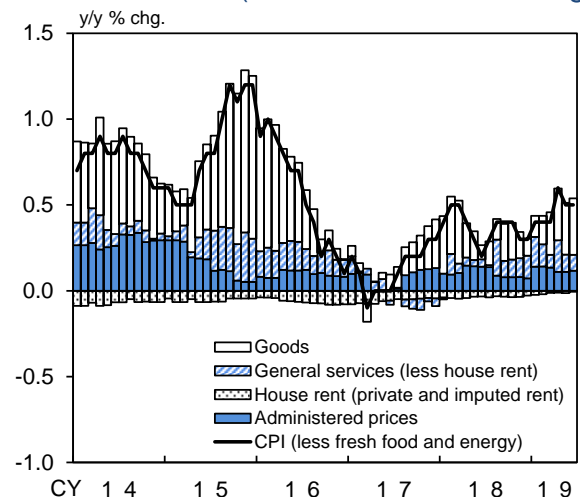 y/y % chg.
1.5
1.0
0.5
0.0
-0.5
-1.0
Goods
General services (less house rent)
House rent (private and imputed rent)
Administered prices
CPI (less fresh food and energy)
CY 14 15 16 17 18 19